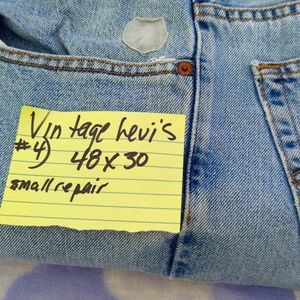 Vintage Levi's
#4) 48 x 30
small repair